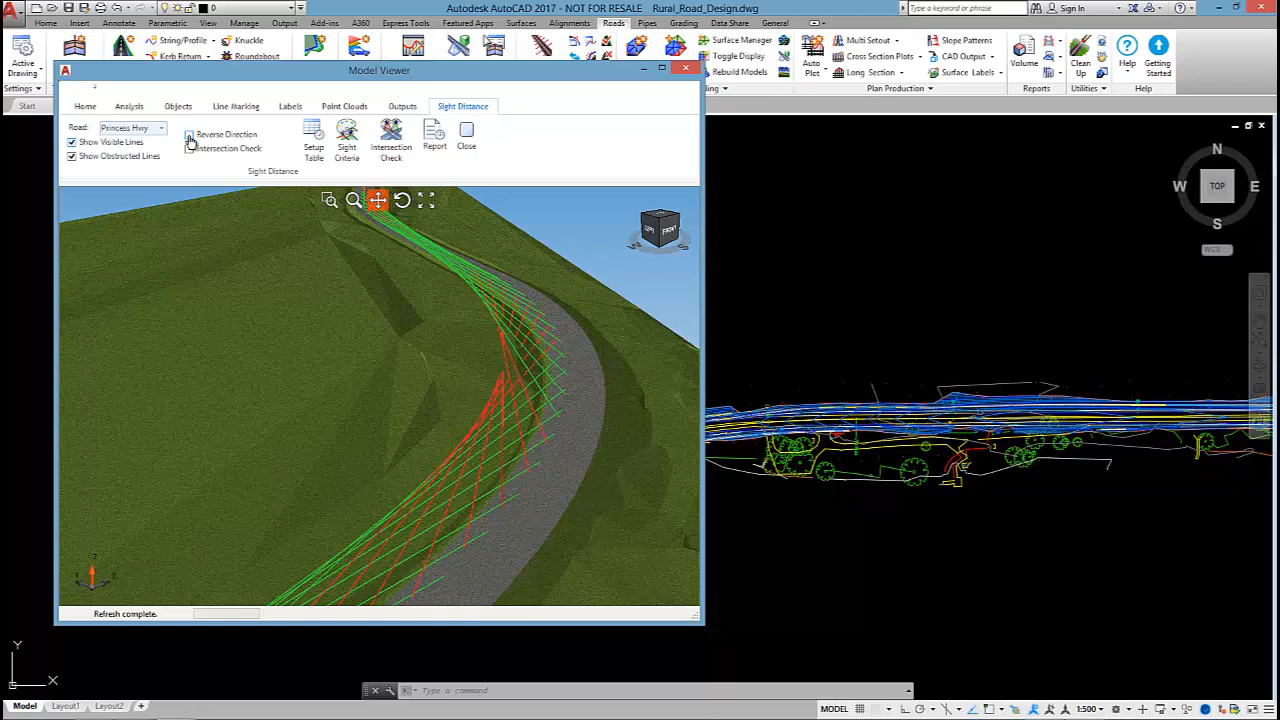 0
Autodesk AutoCAD 2017 - NOT FOR RESALE Rural_Road_Design.dwg
Type a keyword or phrase
Sign In
Home Insert Annotate Parametric View Manage Output Add-ins A360 Express Tools Featured Apps Surfaces Alignments Roads Pipes Grading Data Share General
Active Drawing
Settings
String/Profile
Kerb Return
Knuckle
Roundabout
Surface Manager
Toggle Display
Rebuild Models
Auto Plot
Multi Setout
Cross Section Plots
Long Section
Slope Patterns
CAD Output
Surface Labels
Plan Production
Volume
Reports
Clean Up
Utilities
Help
Getting Started
Help
Start
Model Viewer
Home Analysis Objects Line Marking Labels Point Clouds Outputs Sight Distance
Road: Princess Hwy
Show Visible Lines
Show Obstructed Lines
Reverse Direction
Intersection Check
Setup Table
Sight Criteria
Intersection Check
Report
Close
Sight Distance
LEFT FRONT
W S
Z
Refresh complete.
N
W TOP E
S
WCS
Y
X
Type a command
Model Layout1 Layout2 +
MODEL
1:500